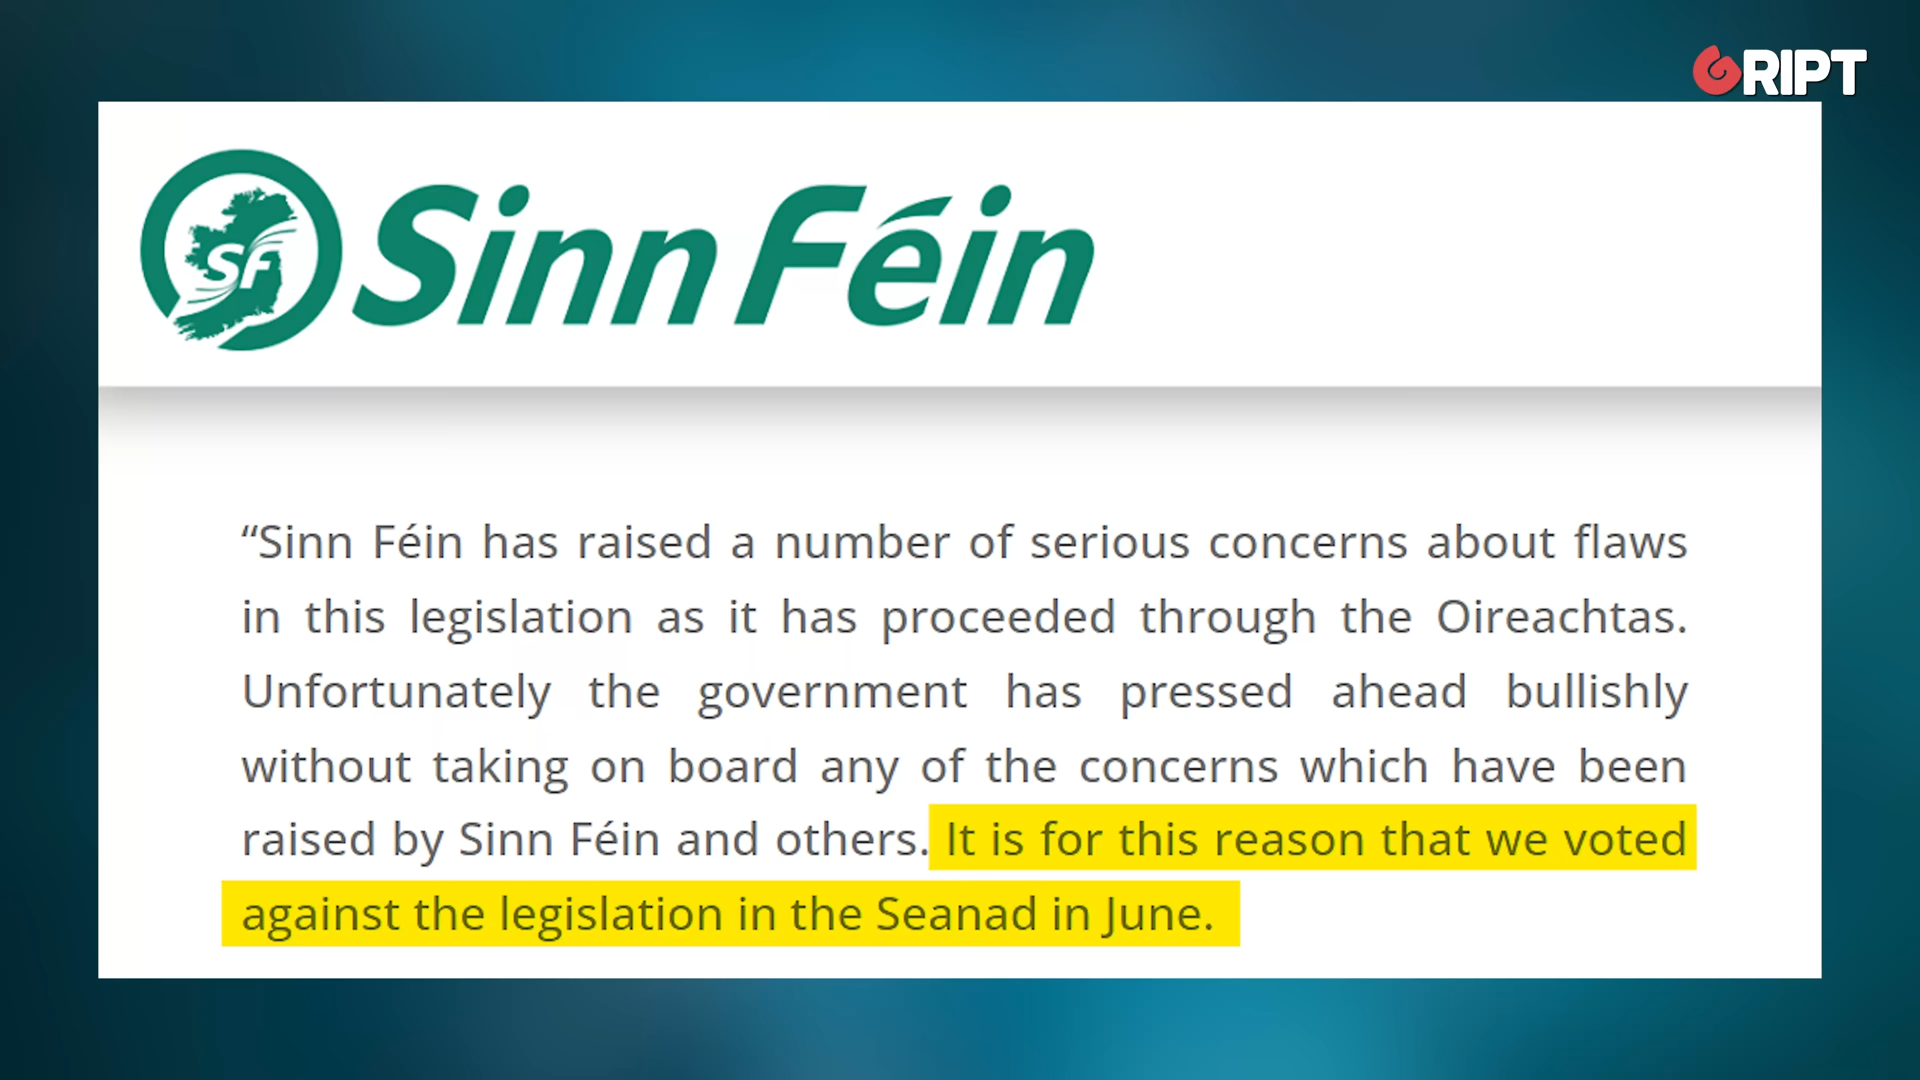 GRIPT
SF Sinn Féin
“Sinn Féin has raised a number of serious concerns about flaws
in this legislation as it has proceeded through the Oireachtas.
Unfortunately the government has pressed ahead bullishly
without taking on board any of the concerns which have been
raised by Sinn Féin and others. It is for this reason that we voted
against the legislation in the Seanad in June.